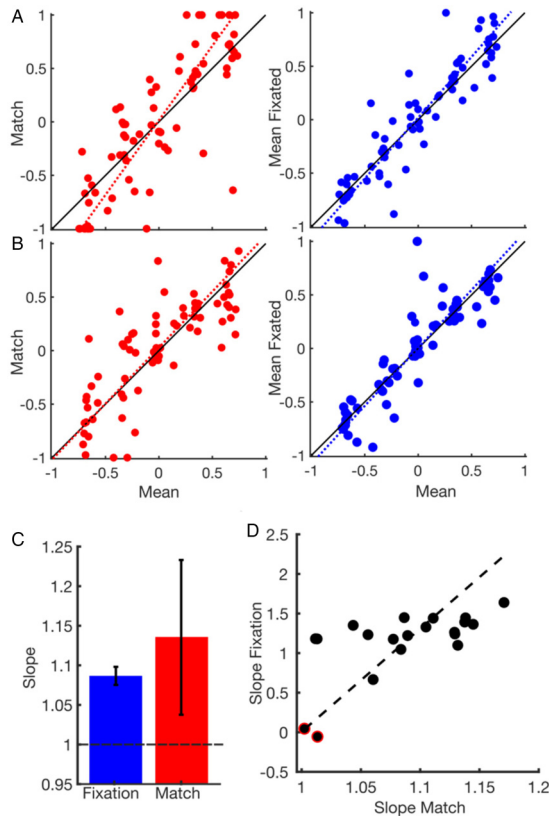 A
1
0.5
0
-0.5
-1
Match
1
0.5
0
-0.5
-1
Mean Fixated
B
1
0.5
0
-0.5
-1
Match
-1 -0.5 0 0.5 1
Mean
1
0.5
0
-0.5
-1
Mean Fxated
-1 -0.5 0 0.5 1
Mean
C
1.25
1.2
1.15
1.1
1.05
1
0.95
Slope
Fixation Match
D
2.5
2
1.5
1
0.5
0
-0.5
Slope Fixation
1 1.05 1.1 1.15 1.2
Slope Match